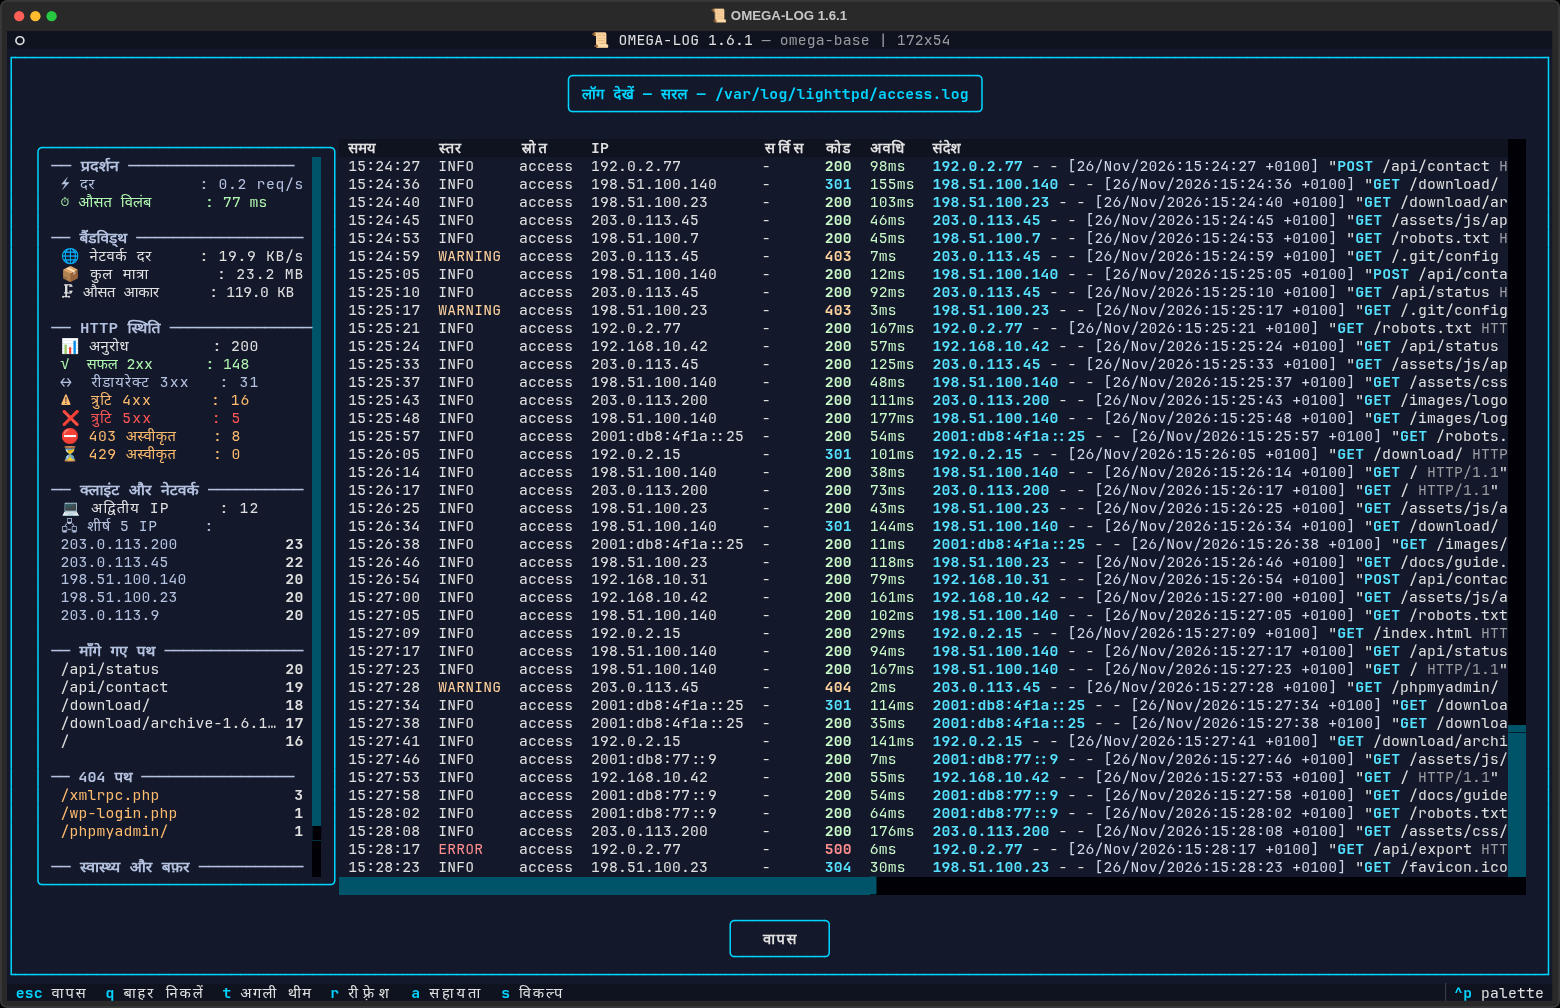 📜 OMEGA-LOG 1.6.1
📜 OMEGA-LOG 1.6.1 — omega-base | 172x54
लॉग देखें — सरल — /var/log/lighttpd/access.log
── प्रदर्शन ──
⚡ दर : 0.2 req/s
⏱ औसत विलंब : 77 ms
── बैंडविड्थ ──
🌐 नेटवर्क दर : 19.9 KB/s
📦 कुल मात्रा : 23.2 MB
🗜 औसत आकार : 119.0 KB
── HTTP स्थिति ──
📊 अनुरोध : 200
√ सफल 2xx : 148
↔ रीडायरेक्ट 3xx : 31
⚠ त्रुटि 4xx : 16
❌ त्रुटि 5xx : 5
⛔ 403 अस्वीकृत : 8
⏳ 429 अस्वीकृत : 0
── क्लाइंट और नेटवर्क ──
💻 अद्वितीय IP : 12
🖧 शीर्ष 5 IP :
203.0.113.200 23
203.0.113.45 22
198.51.100.140 20
198.51.100.23 20
203.0.113.9 20
── माँगे गए पथ ──
/api/status 20
/api/contact 19
/download/ 18
/download/archive-1.6.1… 17
/ 16
── 404 पथ ──
/xmlrpc.php 3
/wp-login.php 1
/phpmyadmin/ 1
── स्वास्थ्य और बफ़र ──
समय स्तर स्रोत IP सर्विस कोड अवधि संदेश
15:24:27 INFO access 192.0.2.77 - 200 98ms 192.0.2.77 - - [26/Nov/2026:15:24:27 +0100] "POST /api/contact H
15:24:36 INFO access 198.51.100.140 - 301 155ms 198.51.100.140 - - [26/Nov/2026:15:24:36 +0100] "GET /download/
15:24:40 INFO access 198.51.100.23 - 200 103ms 198.51.100.23 - - [26/Nov/2026:15:24:40 +0100] "GET /download/ar
15:24:45 INFO access 203.0.113.45 - 200 46ms 203.0.113.45 - - [26/Nov/2026:15:24:45 +0100] "GET /assets/js/ap
15:24:53 INFO access 198.51.100.7 - 200 45ms 198.51.100.7 - - [26/Nov/2026:15:24:53 +0100] "GET /robots.txt H
15:24:59 WARNING access 203.0.113.45 - 403 7ms 203.0.113.45 - - [26/Nov/2026:15:24:59 +0100] "GET /.git/config
15:25:05 INFO access 198.51.100.140 - 200 12ms 198.51.100.140 - - [26/Nov/2026:15:25:05 +0100] "POST /api/conta
15:25:10 INFO access 203.0.113.45 - 200 92ms 203.0.113.45 - - [26/Nov/2026:15:25:10 +0100] "GET /api/status H
15:25:17 WARNING access 198.51.100.23 - 403 3ms 198.51.100.23 - - [26/Nov/2026:15:25:17 +0100] "GET /.git/config
15:25:21 INFO access 192.0.2.77 - 200 167ms 192.0.2.77 - - [26/Nov/2026:15:25:21 +0100] "GET /robots.txt HTT
15:25:24 INFO access 192.168.10.42 - 200 57ms 192.168.10.42 - - [26/Nov/2026:15:25:24 +0100] "GET /api/status
15:25:33 INFO access 203.0.113.45 - 200 125ms 203.0.113.45 - - [26/Nov/2026:15:25:33 +0100] "GET /assets/js/ap
15:25:37 INFO access 198.51.100.140 - 200 48ms 198.51.100.140 - - [26/Nov/2026:15:25:37 +0100] "GET /assets/css
15:25:43 INFO access 203.0.113.200 - 200 111ms 203.0.113.200 - - [26/Nov/2026:15:25:43 +0100] "GET /images/logo
15:25:48 INFO access 198.51.100.140 - 200 177ms 198.51.100.140 - - [26/Nov/2026:15:25:48 +0100] "GET /images/log
15:25:57 INFO access 2001:db8:4f1a::25 - 200 54ms 2001:db8:4f1a::25 - - [26/Nov/2026:15:25:57 +0100] "GET /robots.
15:26:05 INFO access 192.0.2.15 - 301 101ms 192.0.2.15 - - [26/Nov/2026:15:26:05 +0100] "GET /download/ HTTP
15:26:14 INFO access 198.51.100.140 - 200 38ms 198.51.100.140 - - [26/Nov/2026:15:26:14 +0100] "GET / HTTP/1.1"
15:26:17 INFO access 203.0.113.200 - 200 73ms 203.0.113.200 - - [26/Nov/2026:15:26:17 +0100] "GET / HTTP/1.1"
15:26:25 INFO access 198.51.100.23 - 200 43ms 198.51.100.23 - - [26/Nov/2026:15:26:25 +0100] "GET /assets/js/a
15:26:34 INFO access 198.51.100.140 - 301 144ms 198.51.100.140 - - [26/Nov/2026:15:26:34 +0100] "GET /download/
15:26:38 INFO access 2001:db8:4f1a::25 - 200 11ms 2001:db8:4f1a::25 - - [26/Nov/2026:15:26:38 +0100] "GET /images/
15:26:46 INFO access 198.51.100.23 - 200 118ms 198.51.100.23 - - [26/Nov/2026:15:26:46 +0100] "GET /docs/guide.
15:26:54 INFO access 192.168.10.31 - 200 79ms 192.168.10.31 - - [26/Nov/2026:15:26:54 +0100] "POST /api/contac
15:27:00 INFO access 192.168.10.42 - 200 161ms 192.168.10.42 - - [26/Nov/2026:15:27:00 +0100] "GET /assets/js/a
15:27:05 INFO access 198.51.100.140 - 200 102ms 198.51.100.140 - - [26/Nov/2026:15:27:05 +0100] "GET /robots.txt
15:27:09 INFO access 192.0.2.15 - 200 29ms 192.0.2.15 - - [26/Nov/2026:15:27:09 +0100] "GET /index.html HTT
15:27:17 INFO access 198.51.100.140 - 200 94ms 198.51.100.140 - - [26/Nov/2026:15:27:17 +0100] "GET /api/status
15:27:23 INFO access 198.51.100.140 - 200 167ms 198.51.100.140 - - [26/Nov/2026:15:27:23 +0100] "GET / HTTP/1.1"
15:27:28 WARNING access 203.0.113.45 - 404 2ms 203.0.113.45 - - [26/Nov/2026:15:27:28 +0100] "GET /phpmyadmin/
15:27:34 INFO access 2001:db8:4f1a::25 - 301 114ms 2001:db8:4f1a::25 - - [26/Nov/2026:15:27:34 +0100] "GET /downloa
15:27:38 INFO access 2001:db8:4f1a::25 - 200 35ms 2001:db8:4f1a::25 - - [26/Nov/2026:15:27:38 +0100] "GET /downloa
15:27:41 INFO access 192.0.2.15 - 200 141ms 192.0.2.15 - - [26/Nov/2026:15:27:41 +0100] "GET /download/archi
15:27:46 INFO access 2001:db8:77::9 - 200 7ms 2001:db8:77::9 - - [26/Nov/2026:15:27:46 +0100] "GET /assets/js/
15:27:53 INFO access 192.168.10.42 - 200 55ms 192.168.10.42 - - [26/Nov/2026:15:27:53 +0100] "GET / HTTP/1.1"
15:27:58 INFO access 2001:db8:77::9 - 200 54ms 2001:db8:77::9 - - [26/Nov/2026:15:27:58 +0100] "GET /docs/guide
15:28:02 INFO access 2001:db8:77::9 - 200 64ms 2001:db8:77::9 - - [26/Nov/2026:15:28:02 +0100] "GET /robots.txt
15:28:08 INFO access 203.0.113.200 - 200 176ms 203.0.113.200 - - [26/Nov/2026:15:28:08 +0100] "GET /assets/css/
15:28:17 ERROR access 192.0.2.77 - 500 6ms 192.0.2.77 - - [26/Nov/2026:15:28:17 +0100] "GET /api/export HTT
15:28:23 INFO access 198.51.100.23 - 304 30ms 198.51.100.23 - - [26/Nov/2026:15:28:23 +0100] "GET /favicon.ico
वापस
esc वापस q बाहर निकलें t अगली थीम r रीफ़्रेश a सहायता s विकल्प ^p palette